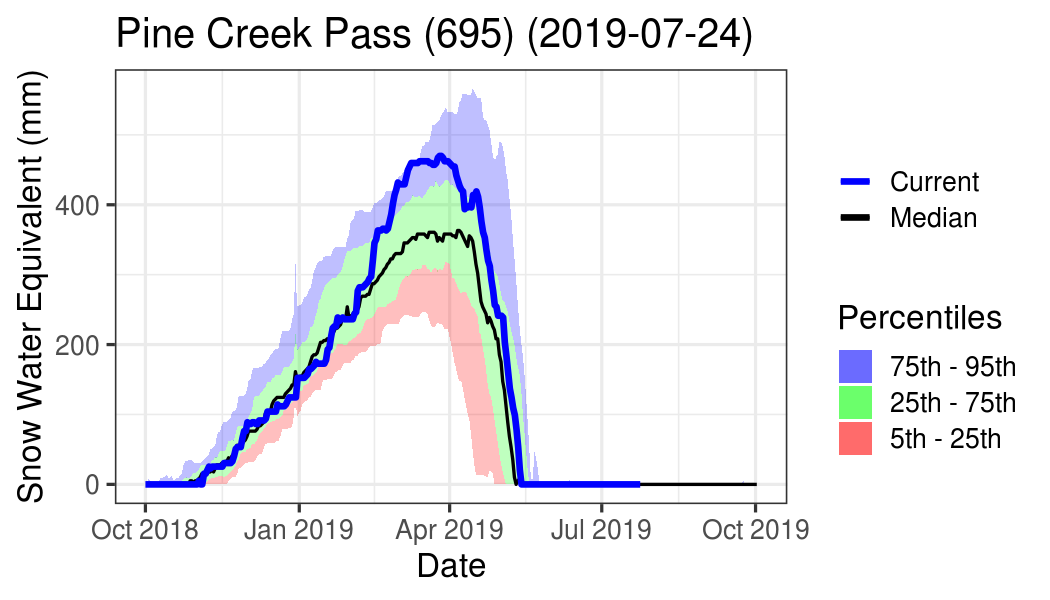 Pine Creek Pass (695) (2019-07-24)
Snow Water Equivalent (mm)
400
200
0
Oct 2018 Jan 2019 Apr 2019 Jul 2019 Oct 2019
Date
Current
Median
Percentiles
75th - 95th
25th - 75th
5th - 25th